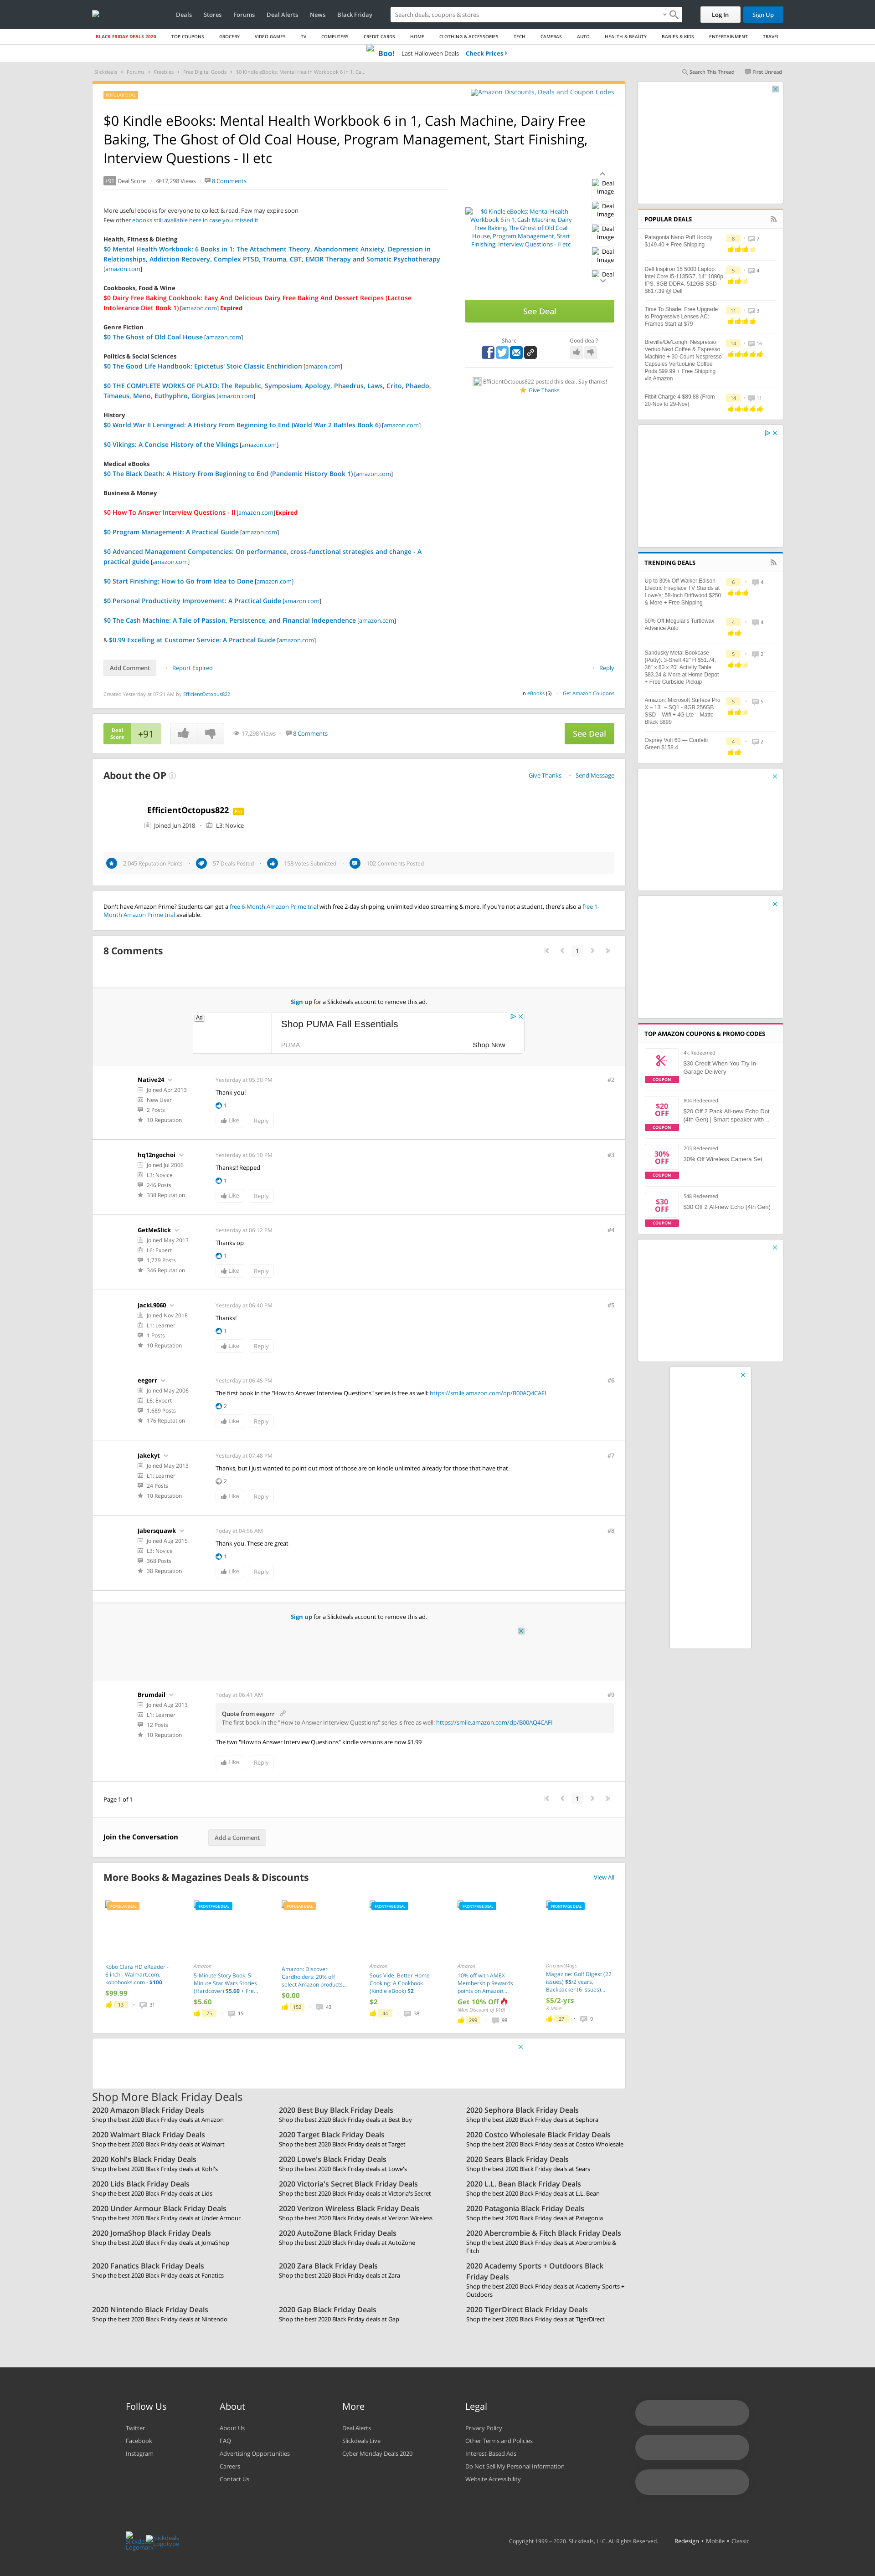 Deals Stores Forums Deal Alerts News Black Friday
Search deals, coupons & stores
Log In
Sign Up
BLACK FRIDAY DEALS 2020 TOP COUPONS GROCERY VIDEO GAMES TV COMPUTERS CREDIT CARDS HOME CLOTHING & ACCESSORIES TECH CAMERAS AUTO HEALTH & BEAUTY BABIES & KIDS ENTERTAINMENT TRAVEL
Boo! Last Halloween Deals Check Prices
Slickdeals Forums Freebies Free Digital Goods $0 Kindle eBooks: Mental Health Workbook 6 in 1, Ca...
Search This Thread First Unread
POPULAR DEAL
Amazon Discounts, Deals and Coupon Codes
$0 Kindle eBooks: Mental Health Workbook 6 in 1, Cash Machine, Dairy Free
Baking, The Ghost of Old Coal House, Program Management, Start Finishing,
Interview Questions - II etc
+91 Deal Score 17,298 Views 8 Comments
More useful ebooks for everyone to collect & read. Few may expire soon
Few other ebooks still available here in case you missed it
Health, Fitness & Dieting
$0 Mental Health Workbook: 6 Books in 1: The Attachment Theory, Abandonment Anxiety, Depression in
Relationships, Addiction Recovery, Complex PTSD, Trauma, CBT, EMDR Therapy and Somatic Psychotherapy
[amazon.com]
Cookbooks, Food & Wine
$0 Dairy Free Baking Cookbook: Easy And Delicious Dairy Free Baking And Dessert Recipes (Lactose
Intolerance Diet Book 1) [amazon.com] Expired
Genre Fiction
$0 The Ghost of Old Coal House [amazon.com]
Politics & Social Sciences
$0 The Good Life Handbook: Epictetus' Stoic Classic Enchiridion [amazon.com]
$0 THE COMPLETE WORKS OF PLATO: The Republic, Symposium, Apology, Phaedrus, Laws, Crito, Phaedo,
Timaeus, Meno, Euthyphro, Gorgias [amazon.com]
History
$0 World War II Leningrad: A History From Beginning to End (World War 2 Battles Book 6) [amazon.com]
$0 Vikings: A Concise History of the Vikings [amazon.com]
Medical eBooks
$0 The Black Death: A History From Beginning to End (Pandemic History Book 1) [amazon.com]
Business & Money
$0 How To Answer Interview Questions - II [amazon.com]Expired
$0 Program Management: A Practical Guide [amazon.com]
$0 Advanced Management Competencies: On performance, cross-functional strategies and change - A
practical guide [amazon.com]
$0 Start Finishing: How to Go from Idea to Done [amazon.com]
$0 Personal Productivity Improvement: A Practical Guide [amazon.com]
$0 The Cash Machine: A Tale of Passion, Persistence, and Financial Independence [amazon.com]
& $0.99 Excelling at Customer Service: A Practical Guide [amazon.com]
Add Comment Report Expired Reply
Created Yesterday at 07:21 AM by EfficientOctopus822
in eBooks (5) Get Amazon Coupons
$0 Kindle eBooks: Mental Health
Workbook 6 in 1, Cash Machine, Dairy
Free Baking, The Ghost of Old Coal
House, Program Management, Start
Finishing, Interview Questions - II etc
Deal
Image
Deal
Image
Deal
Image
Deal
Image
Deal
See Deal
Share Good deal?
EfficientOctopus822 posted this deal. Say thanks!
Give Thanks
Deal
Score
+91
17,298 Views 8 Comments
See Deal
About the OP
Give Thanks Send Message
EfficientOctopus822
Joined Jun 2018 L3: Novice
2,045 Reputation Points 57 Deals Posted 158 Votes Submitted 102 Comments Posted
Don't have Amazon Prime? Students can get a free 6-Month Amazon Prime trial with free 2-day shipping, unlimited video streaming & more. If you're not a student, there's also a free 1-
Month Amazon Prime trial available.
8 Comments
1
Sign up for a Slickdeals account to remove this ad.
Ad
Shop PUMA Fall Essentials
PUMA
Shop Now
Native24
Joined Apr 2013
New User
2 Posts
10 Reputation
Yesterday at 05:30 PM
#2
Thank you!
1
Like Reply
hq12ngochoi
Joined Jul 2006
L3: Novice
246 Posts
338 Reputation
Yesterday at 06:10 PM
#3
Thanks!! Repped
1
Like Reply
GetMeSlick
Joined May 2013
L6: Expert
1,779 Posts
346 Reputation
Yesterday at 06:12 PM
#4
Thanks op
1
Like Reply
JackL9060
Joined Nov 2018
L1: Learner
1 Posts
10 Reputation
Yesterday at 06:40 PM
#5
Thanks!
1
Like Reply
eegorr
Joined May 2006
L6: Expert
1,689 Posts
176 Reputation
Yesterday at 06:45 PM
#6
The first book in the "How to Answer Interview Questions" series is free as well: https://smile.amazon.com/dp/B00AQ4CAFI
2
Like Reply
Jakekyt
Joined May 2013
L1: Learner
24 Posts
10 Reputation
Yesterday at 07:48 PM
#7
Thanks, but i just wanted to point out most of those are on kindle unlimited already for those that have that.
2
Like Reply
Jabersquawk
Joined Aug 2015
L3: Novice
368 Posts
38 Reputation
Today at 04:56 AM
#8
Thank you. These are great
1
Like Reply
Sign up for a Slickdeals account to remove this ad.
Brumdail
Joined Aug 2013
L1: Learner
12 Posts
10 Reputation
Today at 06:41 AM
#9
Quote from eegorr
The first book in the "How to Answer Interview Questions" series is free as well: https://smile.amazon.com/dp/B00AQ4CAFI
The two "How to Answer Interview Questions" kindle versions are now $1.99
Like Reply
Page 1 of 1
1
Join the Conversation
Add a Comment
More Books & Magazines Deals & Discounts
View All
POPULAR DEAL
Kobo Clara HD eReader -
6 inch - Walmart.com,
kobobooks.com - $100
$99.99
13 31
FRONTPAGE DEAL
Amazon
5-Minute Story Book: 5-
Minute Star Wars Stories
(Hardcover) $5.60 + Fre...
$5.60
75 15
POPULAR DEAL
Amazon: Discover
Cardholders: 20% off
select Amazon products...
$0.00
152 43
FRONTPAGE DEAL
Amazon
Sous Vide: Better Home
Cooking: A Cookbook
(Kindle eBook) $2
$2
44 38
FRONTPAGE DEAL
Amazon
10% off with AMEX
Membership Rewards
points on Amazon....
Get 10% Off
(Max Discount of $10)
299 98
FRONTPAGE DEAL
DiscountMags
Magazine: Golf Digest (22
issues) $5/2 years,
Backpacker (6 issues)...
$5/2-yrs
& More
27 9
Shop More Black Friday Deals
2020 Amazon Black Friday Deals
Shop the best 2020 Black Friday deals at Amazon
2020 Best Buy Black Friday Deals
Shop the best 2020 Black Friday deals at Best Buy
2020 Sephora Black Friday Deals
Shop the best 2020 Black Friday deals at Sephora
2020 Walmart Black Friday Deals
Shop the best 2020 Black Friday deals at Walmart
2020 Target Black Friday Deals
Shop the best 2020 Black Friday deals at Target
2020 Costco Wholesale Black Friday Deals
Shop the best 2020 Black Friday deals at Costco Wholesale
2020 Kohl's Black Friday Deals
Shop the best 2020 Black Friday deals at Kohl's
2020 Lowe's Black Friday Deals
Shop the best 2020 Black Friday deals at Lowe's
2020 Sears Black Friday Deals
Shop the best 2020 Black Friday deals at Sears
2020 Lids Black Friday Deals
Shop the best 2020 Black Friday deals at Lids
2020 Victoria's Secret Black Friday Deals
Shop the best 2020 Black Friday deals at Victoria's Secret
2020 L.L. Bean Black Friday Deals
Shop the best 2020 Black Friday deals at L.L. Bean
2020 Under Armour Black Friday Deals
Shop the best 2020 Black Friday deals at Under Armour
2020 Verizon Wireless Black Friday Deals
Shop the best 2020 Black Friday deals at Verizon Wireless
2020 Patagonia Black Friday Deals
Shop the best 2020 Black Friday deals at Patagonia
2020 JomaShop Black Friday Deals
Shop the best 2020 Black Friday deals at JomaShop
2020 AutoZone Black Friday Deals
Shop the best 2020 Black Friday deals at AutoZone
2020 Abercrombie & Fitch Black Friday Deals
Shop the best 2020 Black Friday deals at Abercrombie &
Fitch
2020 Fanatics Black Friday Deals
Shop the best 2020 Black Friday deals at Fanatics
2020 Zara Black Friday Deals
Shop the best 2020 Black Friday deals at Zara
2020 Academy Sports + Outdoors Black
Friday Deals
Shop the best 2020 Black Friday deals at Academy Sports +
Outdoors
2020 Nintendo Black Friday Deals
Shop the best 2020 Black Friday deals at Nintendo
2020 Gap Black Friday Deals
Shop the best 2020 Black Friday deals at Gap
2020 TigerDirect Black Friday Deals
Shop the best 2020 Black Friday deals at TigerDirect
POPULAR DEALS
Patagonia Nano Puff Hoody
$149.40 + Free Shipping
6 7
Dell Inspiron 15 5000 Laptop:
Intel Core i5-1135G7, 14" 1080p
IPS, 8GB DDR4, 512GB SSD
$617.39 @ Dell
5 4
Time To Shade: Free Upgrade
to Progressive Lenses AC:
Frames Start at $79
11 3
Breville/De'Longhi Nespresso
Vertuo Next Coffee & Espresso
Machine + 30-Count Nespresso
Capsules VertuoLine Coffee
Pods $99.99 + Free Shipping
via Amazon
14 16
Fitbit Charge 4 $89.88 (From
20-Nov to 29-Nov)
14 11
TRENDING DEALS
Up to 30% Off Walker Edison
Electric Fireplace TV Stands at
Lowe's: 58-Inch Driftwood $250
& More + Free Shipping
6 4
50% Off Meguiar's Turtlewax
Advance Auto
4 4
Sandusky Metal Bookcase
(Putty): 3-Shelf 42" H $51.74,
36" x 60 x 20" Activity Table
$83.24 & More at Home Depot
+ Free Curbside Pickup
5 2
Amazon: Microsoft Surface Pro
X – 13" – SQ1 - 8GB 256GB
SSD – Wifi + 4G Lte – Matte
Black $899
5 5
Osprey Volt 60 — Confetti
Green $158.4
4 2
TOP AMAZON COUPONS & PROMO CODES
COUPON
4k Redeemed
$30 Credit When You Try In-
Garage Delivery
$20
OFF
COUPON
804 Redeemed
$20 Off 2 Pack All-new Echo Dot
(4th Gen) | Smart speaker with...
30%
OFF
COUPON
203 Redeemed
30% Off Wireless Camera Set
$30
OFF
COUPON
548 Redeemed
$30 Off 2 All-new Echo (4th Gen)
Follow Us
Twitter
Facebook
Instagram
About
About Us
FAQ
Advertising Opportunities
Careers
Contact Us
More
Deal Alerts
Slickdeals Live
Cyber Monday Deals 2020
Legal
Privacy Policy
Other Terms and Policies
Interest-Based Ads
Do Not Sell My Personal Information
Website Accessibility
Copyright 1999 – 2020. Slickdeals, LLC. All Rights Reserved. Redesign • Mobile • Classic